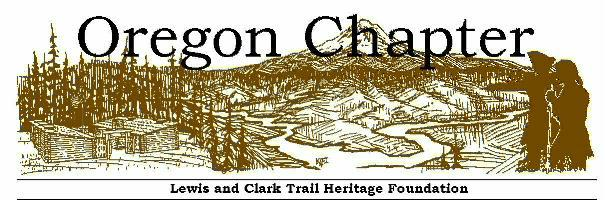 Oregon Chapter
Lewis and Clark Trail Heritage Foundation